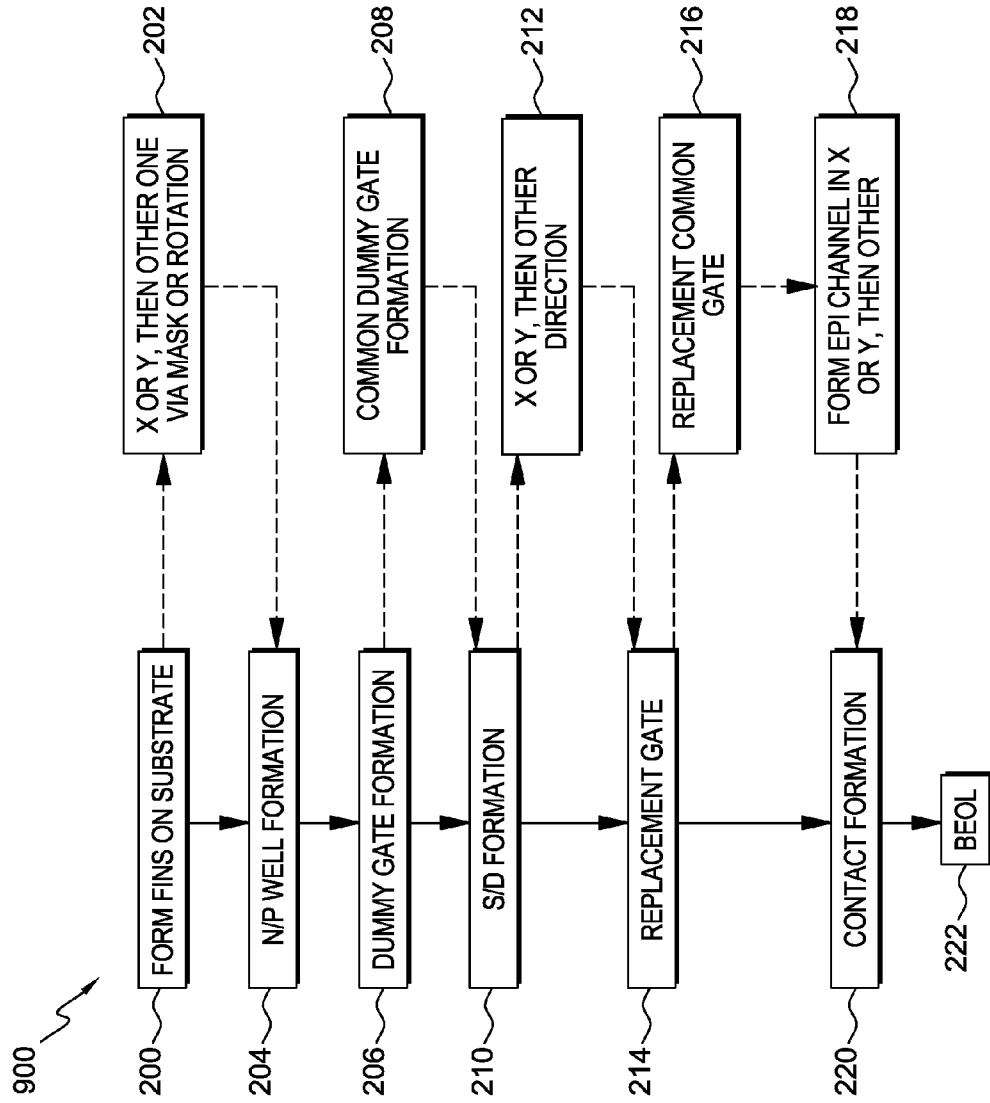 900
200
FORM FINS ON SUBSTRATE
X OR Y, THEN OTHER ONE
VIA MASK OR ROTATION
202
204
N/P WELL FORMATION
206
DUMMY GATE FORMATION
COMMON DUMMY GATE
FORMATION
208
210
S/D FORMATION
X OR Y, THEN OTHER
DIRECTION
212
214
REPLACEMENT GATE
REPLACEMENT COMMON
GATE
216
FORM EPI CHANNEL IN X
OR Y, THEN OTHER
218
220
CONTACT FORMATION
222
BEOL